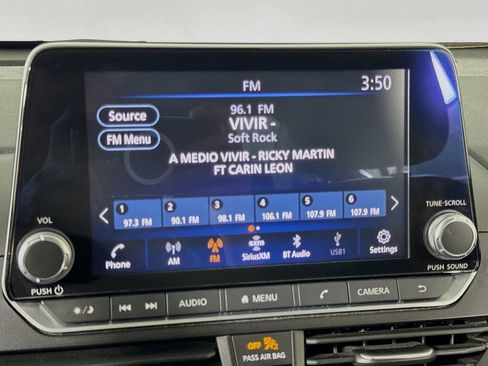 FM
3:50
Source
FM Menu
96.1 FM
VIVIR -
Soft Rock
A MEDIO VIVIR - RICKY MARTIN
FT CARIN LEON
1 2 3 4 5 6
97.3 FM 90.1 FM 98.1 FM 106.1 FM 107.9 FM 107.9 FM
VOL
TUNE·SCROLL
Phone AM FM SiriusXM BT Audio USB1 Settings
sxm
PUSH
PUSH SOUND
AUDIO MENU CAMERA
OFF
PASS AIR BAG